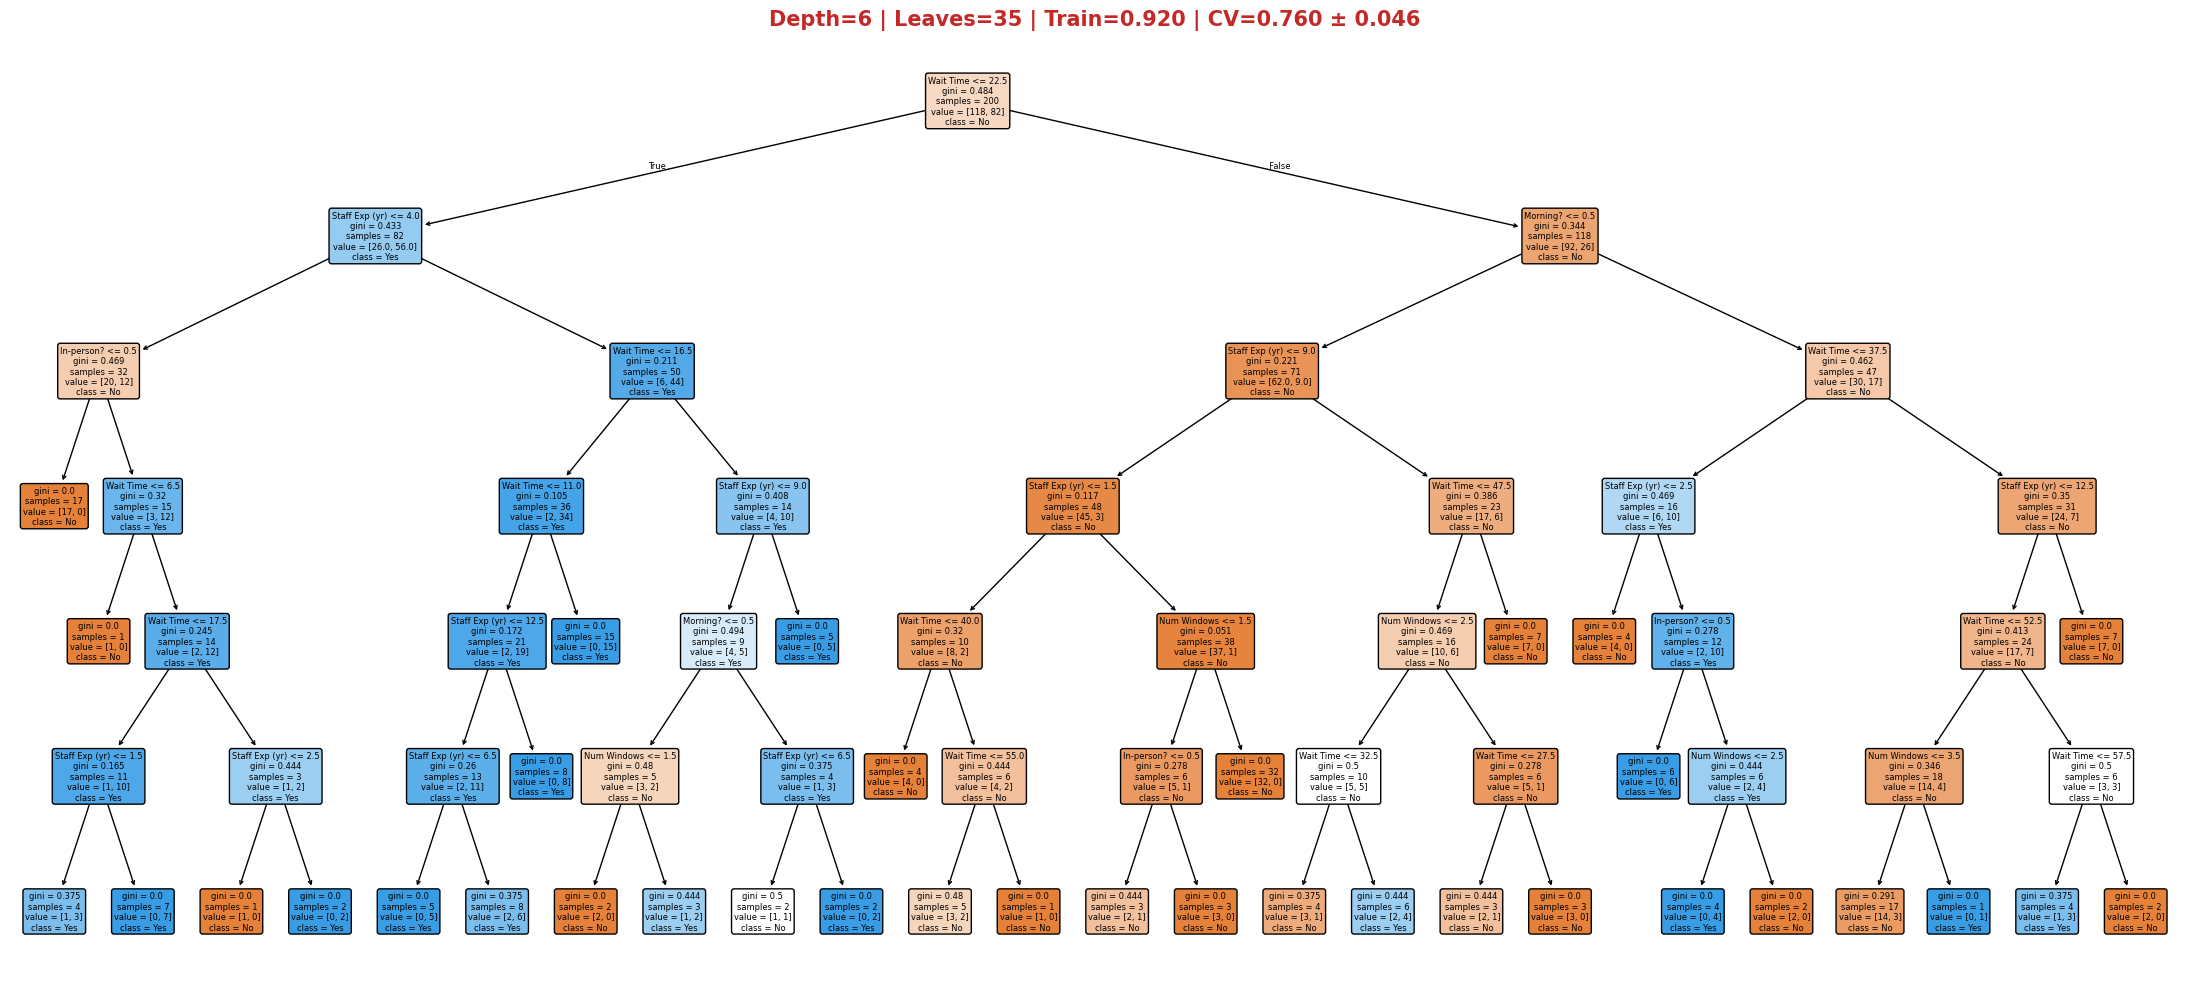 Depth=6 | Leaves=35 | Train=0.920 | CV=0.760 ± 0.046
Wait Time <= 22.5
gini = 0.484
samples = 200
value = [118, 82]
class = No
True
False
Staff Exp (yr) <= 4.0
gini = 0.433
samples = 82
value = [26.0, 56.0]
class = Yes
Morning? <= 0.5
gini = 0.344
samples = 118
value = [92, 26]
class = No
In-person? <= 0.5
gini = 0.469
samples = 32
value = [20, 12]
class = No
Wait Time <= 16.5
gini = 0.211
samples = 50
value = [6, 44]
class = Yes
Staff Exp (yr) <= 9.0
gini = 0.221
samples = 71
value = [62.0, 9.0]
class = No
Wait Time <= 37.5
gini = 0.462
samples = 47
value = [30, 17]
class = No
gini = 0.0
samples = 17
value = [17, 0]
class = No
Wait Time <= 6.5
gini = 0.32
samples = 15
value = [3, 12]
class = Yes
Wait Time <= 11.0
gini = 0.105
samples = 36
value = [2, 34]
class = Yes
Staff Exp (yr) <= 9.0
gini = 0.408
samples = 14
value = [4, 10]
class = Yes
Staff Exp (yr) <= 1.5
gini = 0.117
samples = 48
value = [45, 3]
class = No
Wait Time <= 47.5
gini = 0.386
samples = 23
value = [17, 6]
class = No
Staff Exp (yr) <= 2.5
gini = 0.469
samples = 16
value = [6, 10]
class = Yes
Staff Exp (yr) <= 12.5
gini = 0.35
samples = 31
value = [24, 7]
class = No
gini = 0.0
samples = 1
value = [1, 0]
class = No
Wait Time <= 17.5
gini = 0.245
samples = 14
value = [2, 12]
class = Yes
Staff Exp (yr) <= 12.5
gini = 0.172
samples = 21
value = [2, 19]
class = Yes
gini = 0.0
samples = 15
value = [0, 15]
class = Yes
Morning? <= 0.5
gini = 0.494
samples = 9
value = [4, 5]
class = Yes
gini = 0.0
samples = 5
value = [0, 5]
class = Yes
Wait Time <= 40.0
gini = 0.32
samples = 10
value = [8, 2]
class = No
Num Windows <= 1.5
gini = 0.051
samples = 38
value = [37, 1]
class = No
Num Windows <= 2.5
gini = 0.469
samples = 16
value = [10, 6]
class = No
gini = 0.0
samples = 7
value = [7, 0]
class = No
gini = 0.0
samples = 4
value = [4, 0]
class = No
In-person? <= 0.5
gini = 0.278
samples = 12
value = [2, 10]
class = Yes
Wait Time <= 52.5
gini = 0.413
samples = 24
value = [17, 7]
class = No
gini = 0.0
samples = 7
value = [7, 0]
class = No
Staff Exp (yr) <= 1.5
gini = 0.165
samples = 11
value = [1, 10]
class = Yes
Staff Exp (yr) <= 2.5
gini = 0.444
samples = 3
value = [1, 2]
class = Yes
Staff Exp (yr) <= 6.5
gini = 0.26
samples = 13
value = [2, 11]
class = Yes
gini = 0.0
samples = 8
value = [0, 8]
class = Yes
Num Windows <= 1.5
gini = 0.48
samples = 5
value = [3, 2]
class = No
Staff Exp (yr) <= 6.5
gini = 0.375
samples = 4
value = [1, 3]
class = Yes
gini = 0.0
samples = 4
value = [4, 0]
class = No
Wait Time <= 55.0
gini = 0.444
samples = 6
value = [4, 2]
class = No
In-person? <= 0.5
gini = 0.278
samples = 6
value = [5, 1]
class = No
gini = 0.0
samples = 32
value = [32, 0]
class = No
Wait Time <= 32.5
gini = 0.5
samples = 10
value = [5, 5]
class = No
Wait Time <= 27.5
gini = 0.278
samples = 6
value = [5, 1]
class = No
gini = 0.0
samples = 6
value = [0, 6]
class = Yes
Num Windows <= 2.5
gini = 0.444
samples = 6
value = [2, 4]
class = Yes
Num Windows <= 3.5
gini = 0.346
samples = 18
value = [14, 4]
class = No
Wait Time <= 57.5
gini = 0.5
samples = 6
value = [3, 3]
class = No
gini = 0.375
samples = 4
value = [1, 3]
class = Yes
gini = 0.0
samples = 7
value = [0, 7]
class = Yes
gini = 0.0
samples = 1
value = [1, 0]
class = No
gini = 0.0
samples = 2
value = [0, 2]
class = Yes
gini = 0.0
samples = 5
value = [0, 5]
class = Yes
gini = 0.375
samples = 8
value = [2, 6]
class = Yes
gini = 0.0
samples = 2
value = [2, 0]
class = No
gini = 0.444
samples = 3
value = [1, 2]
class = Yes
gini = 0.5
samples = 2
value = [1, 1]
class = No
gini = 0.0
samples = 2
value = [0, 2]
class = Yes
gini = 0.48
samples = 5
value = [3, 2]
class = No
gini = 0.0
samples = 1
value = [1, 0]
class = No
gini = 0.444
samples = 3
value = [2, 1]
class = No
gini = 0.0
samples = 3
value = [3, 0]
class = No
gini = 0.375
samples = 4
value = [3, 1]
class = No
gini = 0.444
samples = 6
value = [2, 4]
class = Yes
gini = 0.444
samples = 3
value = [2, 1]
class = No
gini = 0.0
samples = 3
value = [3, 0]
class = No
gini = 0.0
samples = 4
value = [0, 4]
class = Yes
gini = 0.0
samples = 2
value = [2, 0]
class = No
gini = 0.291
samples = 17
value = [14, 3]
class = No
gini = 0.0
samples = 1
value = [0, 1]
class = Yes
gini = 0.375
samples = 4
value = [1, 3]
class = Yes
gini = 0.0
samples = 2
value = [2, 0]
class = No